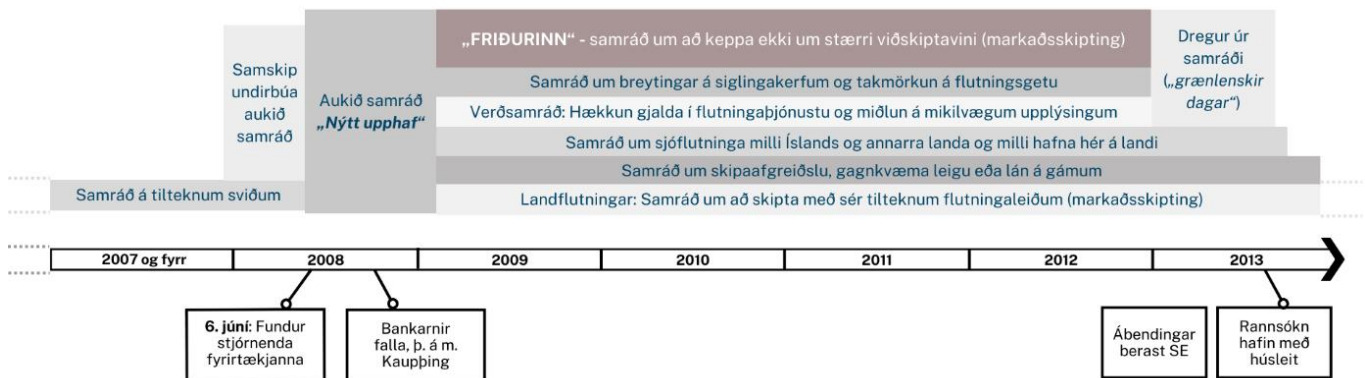 „FRIÐURINN“ - samráð um að keppa ekki um stærri viðskiptavini (markaðsskipting)
Dregur úr
samráði
(„grænlenskir
dagar“)
Samskip
undirbúa
aukið
samráð
Aukið samráð
„Nýtt upphaf“
Samráð um breytingar á siglingakerfum og takmörkun á flutningsgetu
Verðsamráð: Hækkun gjalda í flutningaþjónustu og miðlun á mikilvægum upplýsingum
Samráð um sjóflutninga milli Íslands og annarra landa og milli hafna hér á landi
Samráð um skipaafgreiðslu, gagnkvæma leigu eða lán á gámum
Samráð á tilteknum sviðum
Landflutningar: Samráð um að skipta með sér tilteknum flutningaleiðum (markaðsskipting)
2007 og fyrr
2008
2009
2010
2011
2012
2013
6. júní: Fundur
stjórnenda
fyrirtækjanna
Bankarnir
falla, þ. á m.
Kaupþing
Ábendingar
berast SE
Rannsókn
hafin með
húsleit